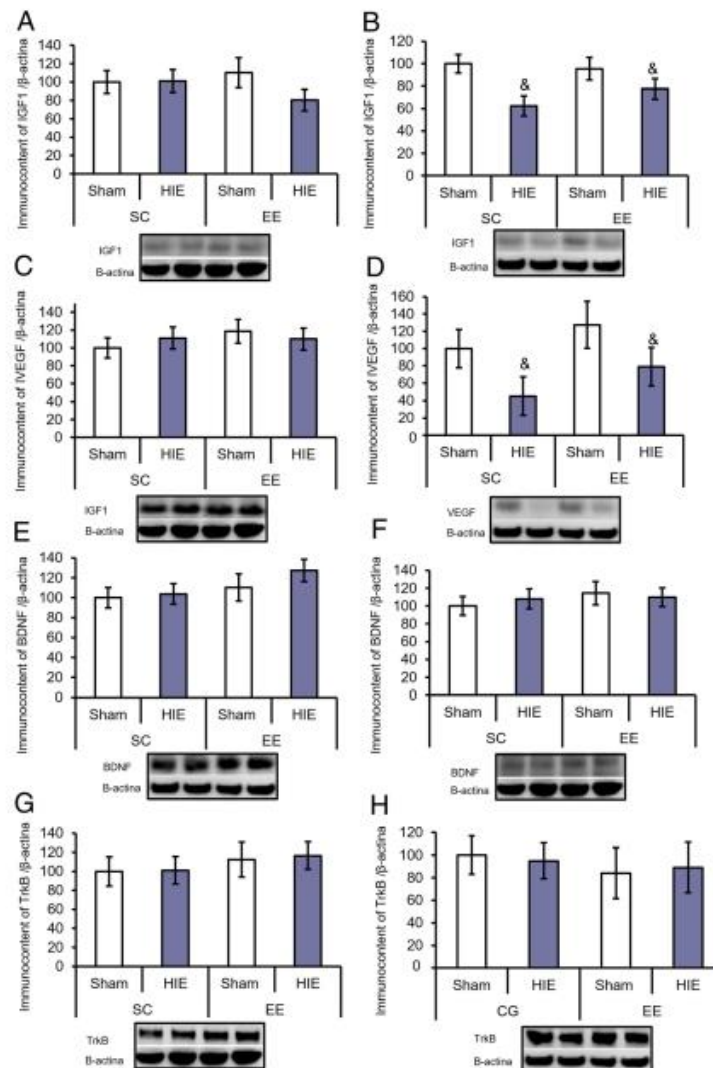 A
Immunocontent of IGF1 /β-actina
140
120
100
80
60
40
20
0
Sham HIE Sham HIE
SC EE
IGF1
B-actina
B
Immunocontent of IGF1 /β-actina
120
100
80
60
40
20
0
& &
Sham HIE Sham HIE
SC EE
IGF1
B-actina
C
Immunocontent of IVEGF /β-actina
140
120
100
80
60
40
20
0
Sham HIE Sham HIE
SC EE
IGF1
B-actina
D
Immunocontent of IVEGF /β-actina
160
140
120
100
80
60
40
20
0
& &
Sham HIE Sham HIE
SC EE
VEGF
B-actina
E
Immunocontent of BDNF /β-actina
140
120
100
80
60
40
20
0
Sham HIE Sham HIE
SC EE
BDNF
B-actina
F
Immunocontent of BDNF /β-actina
140
120
100
80
60
40
20
0
Sham HIE Sham HIE
SC EE
BDNF
B-actina
G
Immunocontent of TrkB /β-actina
140
120
100
80
60
40
20
0
Sham HIE Sham HIE
SC EE
TrkB
B-actina
H
Immunocontent of TrkB /β-actina
120
100
80
60
40
20
0
Sham HIE Sham HIE
CG EE
TrkB
B-actina